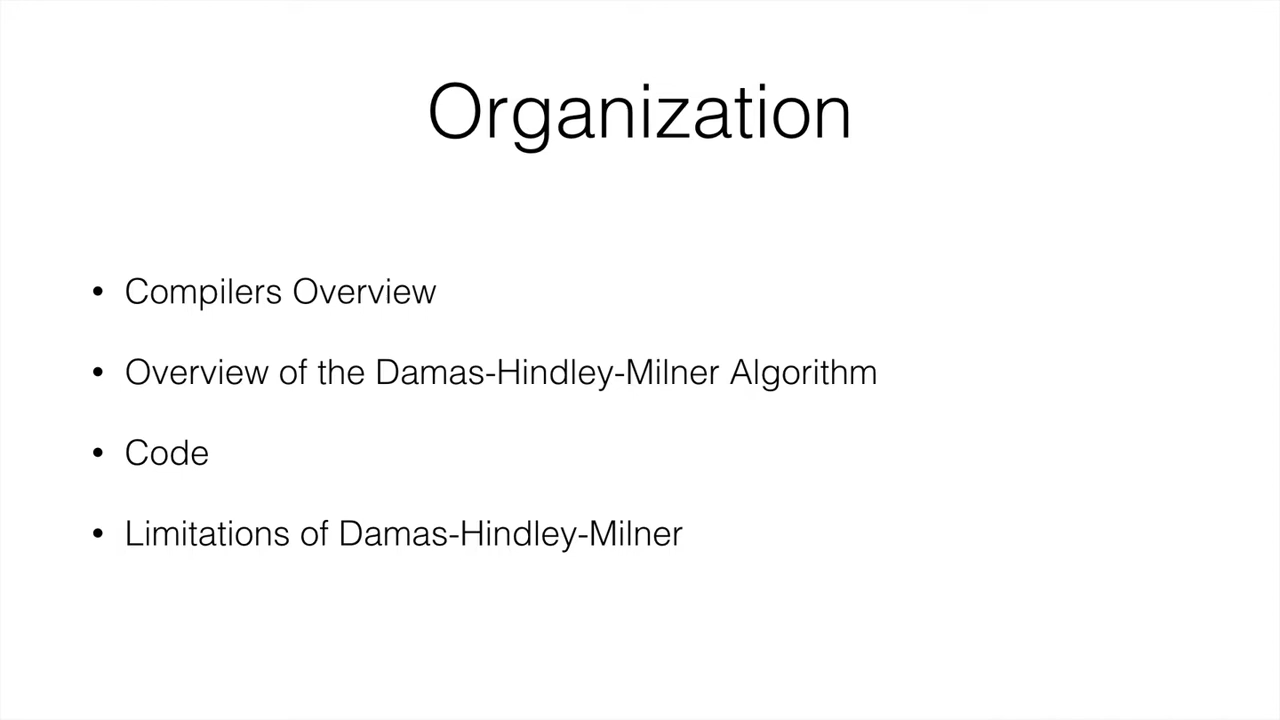 Organization
• Compilers Overview
• Overview of the Damas-Hindley-Milner Algorithm
• Code
• Limitations of Damas-Hindley-Milner